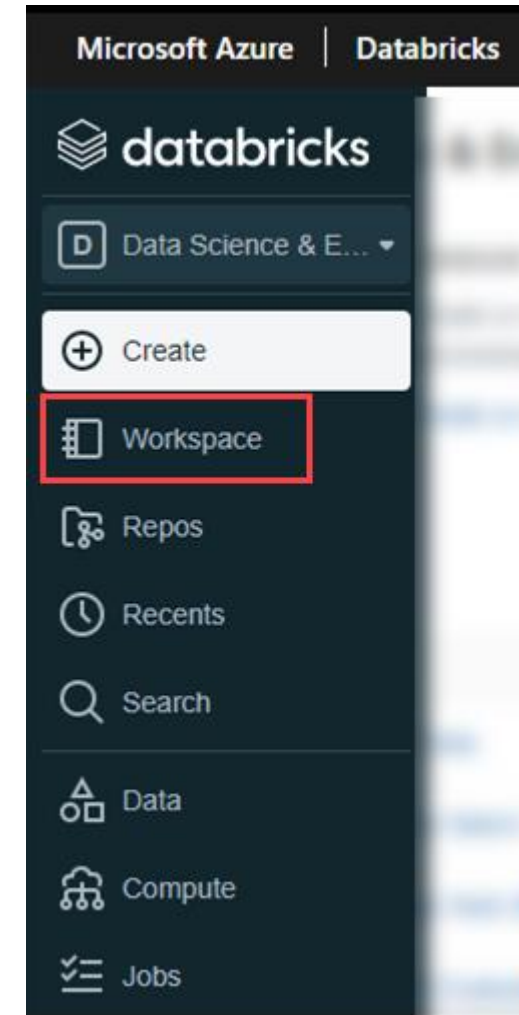 Microsoft Azure | Databricks
databricks
D Data Science & E...
Create
Workspace
Repos
Recents
Search
Data
Compute
Jobs